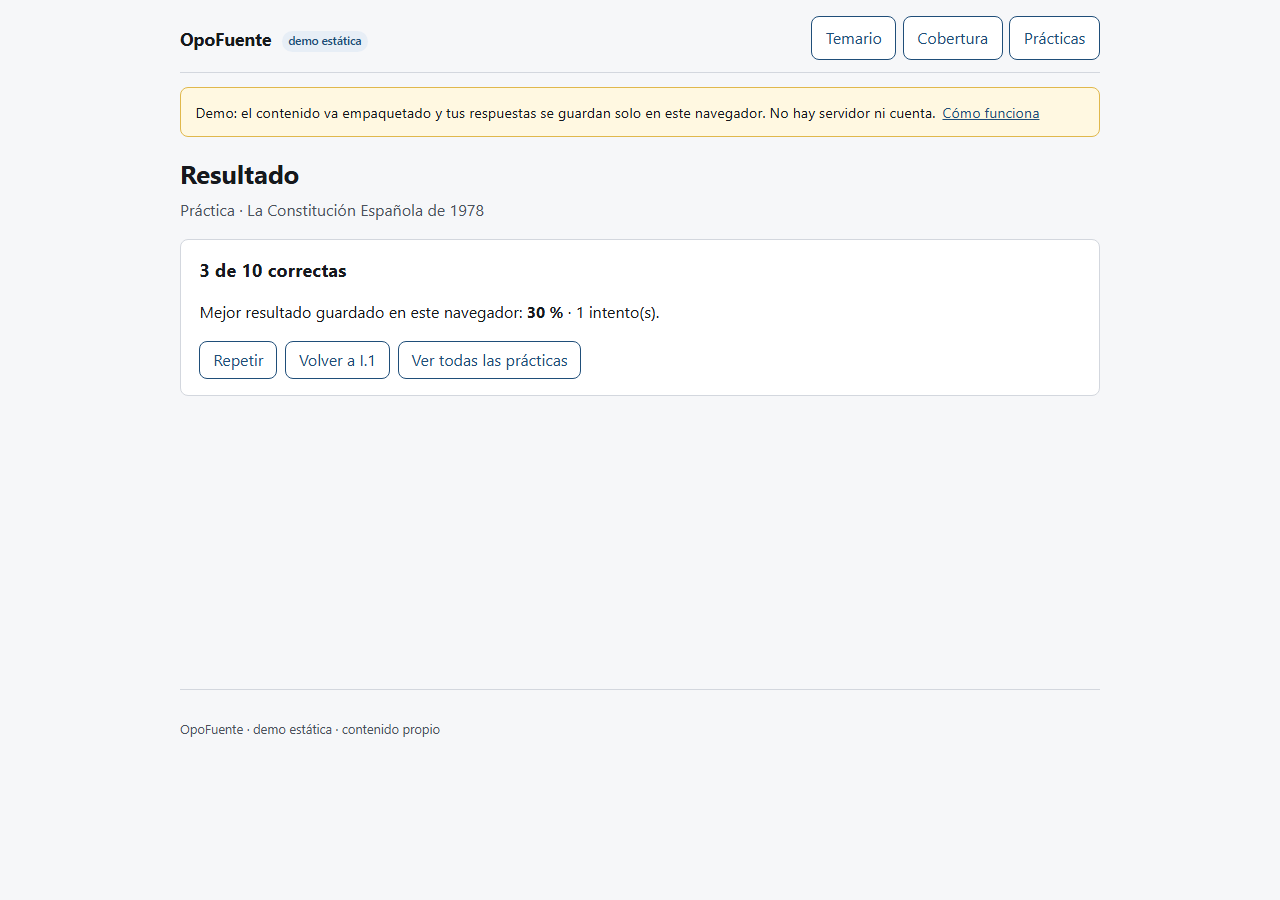 OpoFuente demo estática Temario Cobertura Prácticas
Demo: el contenido va empaquetado y tus respuestas se guardan solo en este navegador. No hay servidor ni cuenta. Cómo funciona
Resultado
Práctica · La Constitución Española de 1978
3 de 10 correctas
Mejor resultado guardado en este navegador: 30 % · 1 intento(s).
Repetir Volver a I.1 Ver todas las prácticas
OpoFuente · demo estática · contenido propio